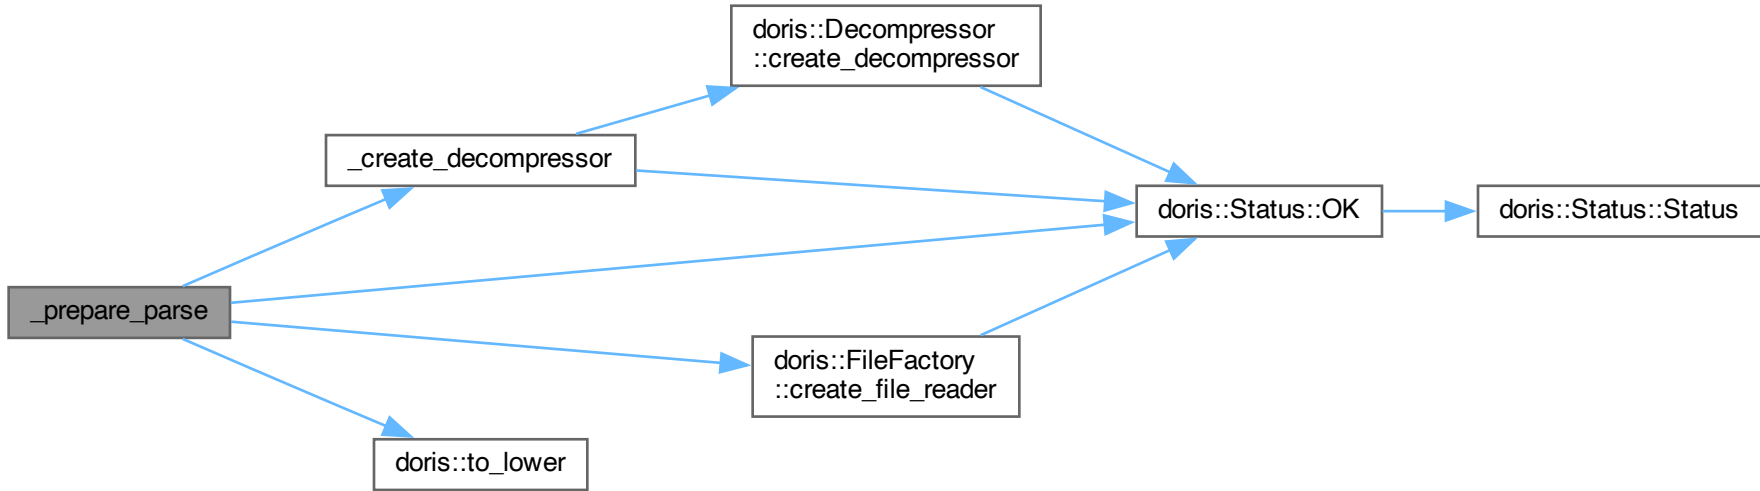 doris::Decompressor
::create_decompressor
_create_decompressor
doris::Status::OK
doris::Status::Status
_prepare_parse
doris::FileFactory
::create_file_reader
doris::to_lower